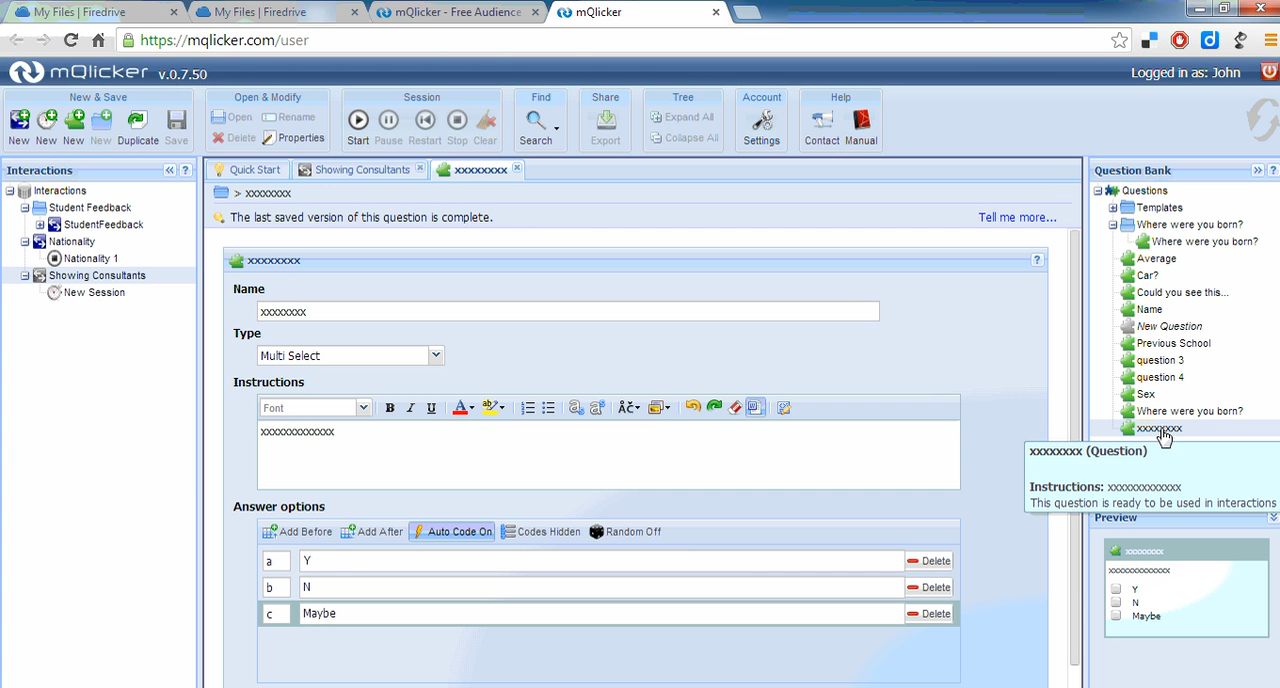 My Files | Firedrive
My Files | Firedrive
mQlicker - Free Audience
mQlicker
https://mqlicker.com/user
mQlicker v.0.7.50
Logged in as: John
New & Save
Open & Modify
Session
Find
Share
Tree
Account
Help
Open
Rename
Expand All
Delete
Properties
Collapse All
New
New
New
New
Duplicate
Save
Start
Pause
Restart
Stop
Clear
Search
Export
Settings
Contact
Manual
Interactions
Interactions
Student Feedback
StudentFeedback
Nationality
Nationality 1
Showing Consultants
New Session
Quick Start
Showing Consultants
xxxxxxxx
> xxxxxxxx
The last saved version of this question is complete.
Tell me more...
xxxxxxxx
Name
xxxxxxxx
Type
Multi Select
Instructions
Font
B I U
xxxxxxxxxxxxx
Answer options
Add Before
Add After
Auto Code On
Codes Hidden
Random Off
a Y Delete
b N Delete
c Maybe Delete
Question Bank
Questions
Templates
Where were you born?
Where were you born?
Average
Car?
Could you see this...
Name
New Question
Previous School
question 3
question 4
Sex
Where were you born?
xxxxxxxx
xxxxxxxx (Question)
Instructions: xxxxxxxxxxxxx
This question is ready to be used in interactions
Preview
xxxxxxxx
xxxxxxxxxxxxx
Y
N
Maybe